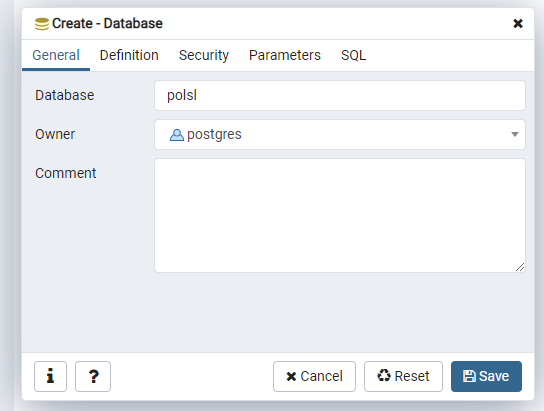 Create - Database
General Definition Security Parameters SQL
Database polsl
Owner postgres
Comment
i ? Cancel Reset Save